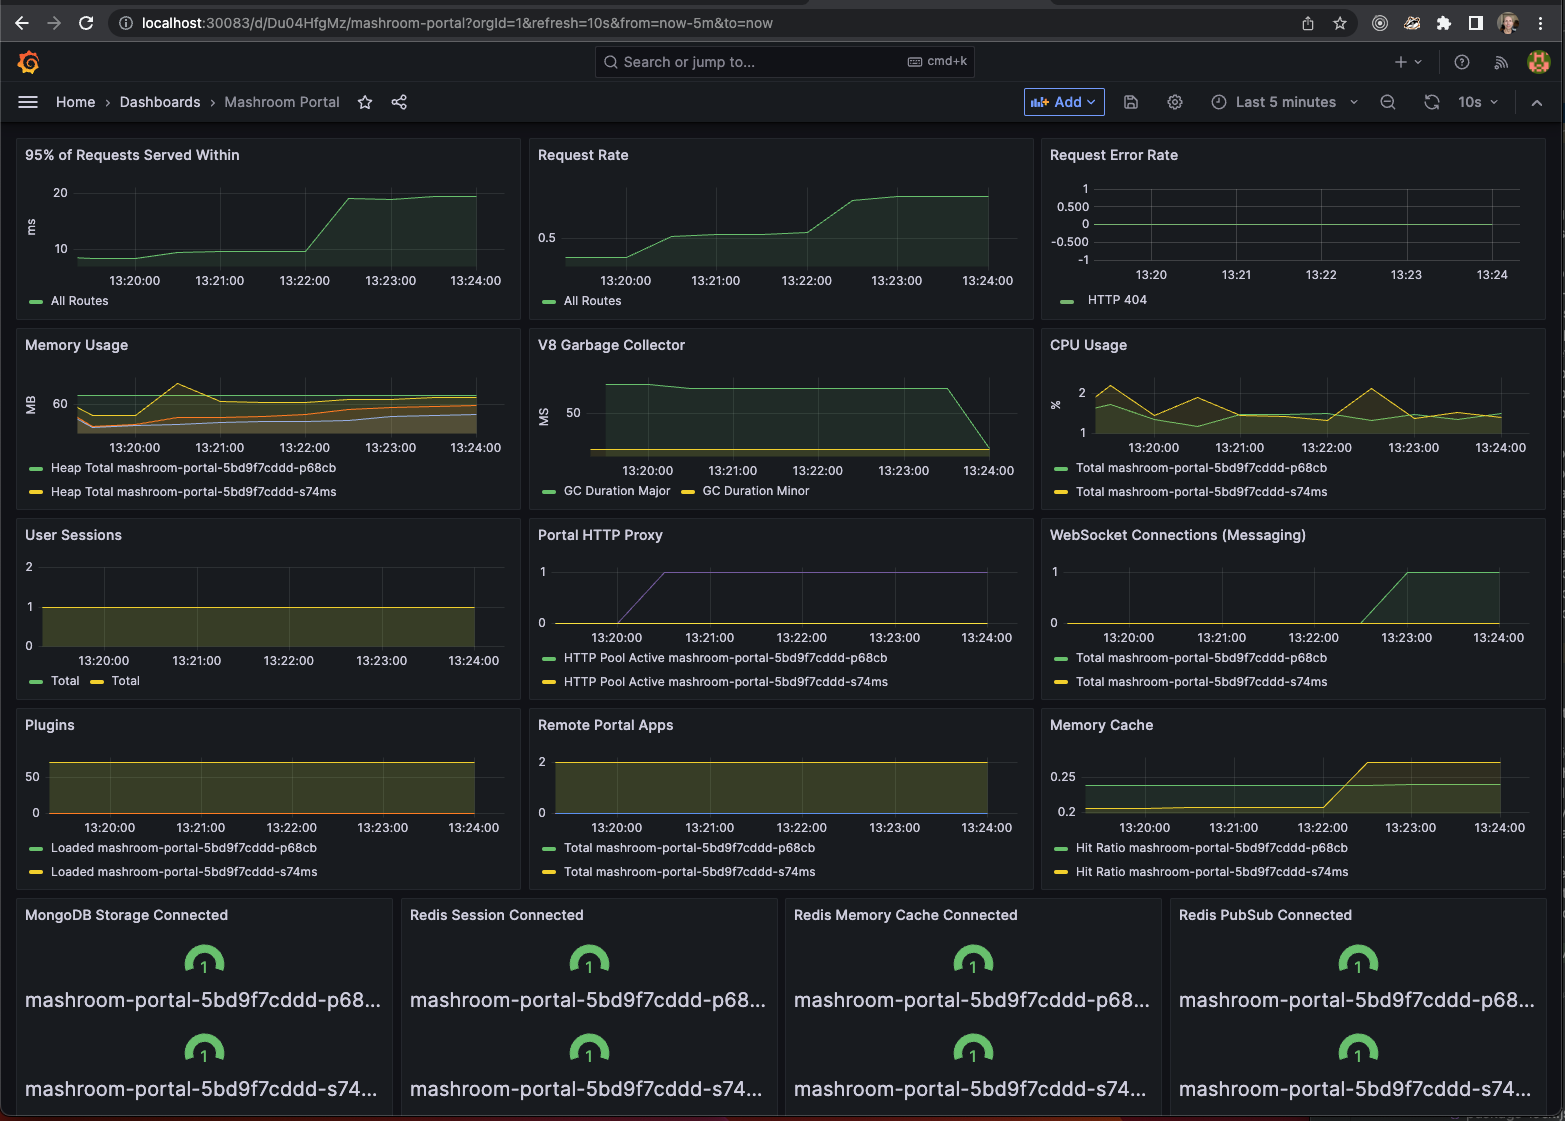 localhost:30083/d/Du04HfgMz/mashroom-portal?orgId=1&refresh=10s&from=now-5m&to=now
Search or jump to... cmd+k
Home › Dashboards › Mashroom Portal
Add
Last 5 minutes
10s
95% of Requests Served Within
20
ms
10
13:20:00 13:21:00 13:22:00 13:23:00 13:24:00
All Routes
Request Rate
0.5
13:20:00 13:21:00 13:22:00 13:23:00 13:24:00
All Routes
Request Error Rate
1
0.500
0
-0.500
-1
13:20 13:21 13:22 13:23 13:24
HTTP 404
Memory Usage
MB
60
13:20:00 13:21:00 13:22:00 13:23:00 13:24:00
Heap Total mashroom-portal-5bd9f7cddd-p68cb
Heap Total mashroom-portal-5bd9f7cddd-s74ms
V8 Garbage Collector
MS
50
13:20:00 13:21:00 13:22:00 13:23:00 13:24:00
GC Duration Major GC Duration Minor
CPU Usage
2
%
1
13:20:00 13:21:00 13:22:00 13:23:00 13:24:00
Total mashroom-portal-5bd9f7cddd-p68cb
Total mashroom-portal-5bd9f7cddd-s74ms
User Sessions
2
1
0
13:20:00 13:21:00 13:22:00 13:23:00 13:24:00
Total Total
Portal HTTP Proxy
1
0
13:20:00 13:21:00 13:22:00 13:23:00 13:24:00
HTTP Pool Active mashroom-portal-5bd9f7cddd-p68cb
HTTP Pool Active mashroom-portal-5bd9f7cddd-s74ms
WebSocket Connections (Messaging)
1
0
13:20:00 13:21:00 13:22:00 13:23:00 13:24:00
Total mashroom-portal-5bd9f7cddd-p68cb
Total mashroom-portal-5bd9f7cddd-s74ms
Plugins
50
0
13:20:00 13:21:00 13:22:00 13:23:00 13:24:00
Loaded mashroom-portal-5bd9f7cddd-p68cb
Loaded mashroom-portal-5bd9f7cddd-s74ms
Remote Portal Apps
2
0
13:20:00 13:21:00 13:22:00 13:23:00 13:24:00
Total mashroom-portal-5bd9f7cddd-p68cb
Total mashroom-portal-5bd9f7cddd-s74ms
Memory Cache
0.25
0.2
13:20:00 13:21:00 13:22:00 13:23:00 13:24:00
Hit Ratio mashroom-portal-5bd9f7cddd-p68cb
Hit Ratio mashroom-portal-5bd9f7cddd-s74ms
MongoDB Storage Connected
1
mashroom-portal-5bd9f7cddd-p68...
1
mashroom-portal-5bd9f7cddd-s74...
Redis Session Connected
1
mashroom-portal-5bd9f7cddd-p68...
1
mashroom-portal-5bd9f7cddd-s74...
Redis Memory Cache Connected
1
mashroom-portal-5bd9f7cddd-p68...
1
mashroom-portal-5bd9f7cddd-s74...
Redis PubSub Connected
1
mashroom-portal-5bd9f7cddd-p68...
1
mashroom-portal-5bd9f7cddd-s74...